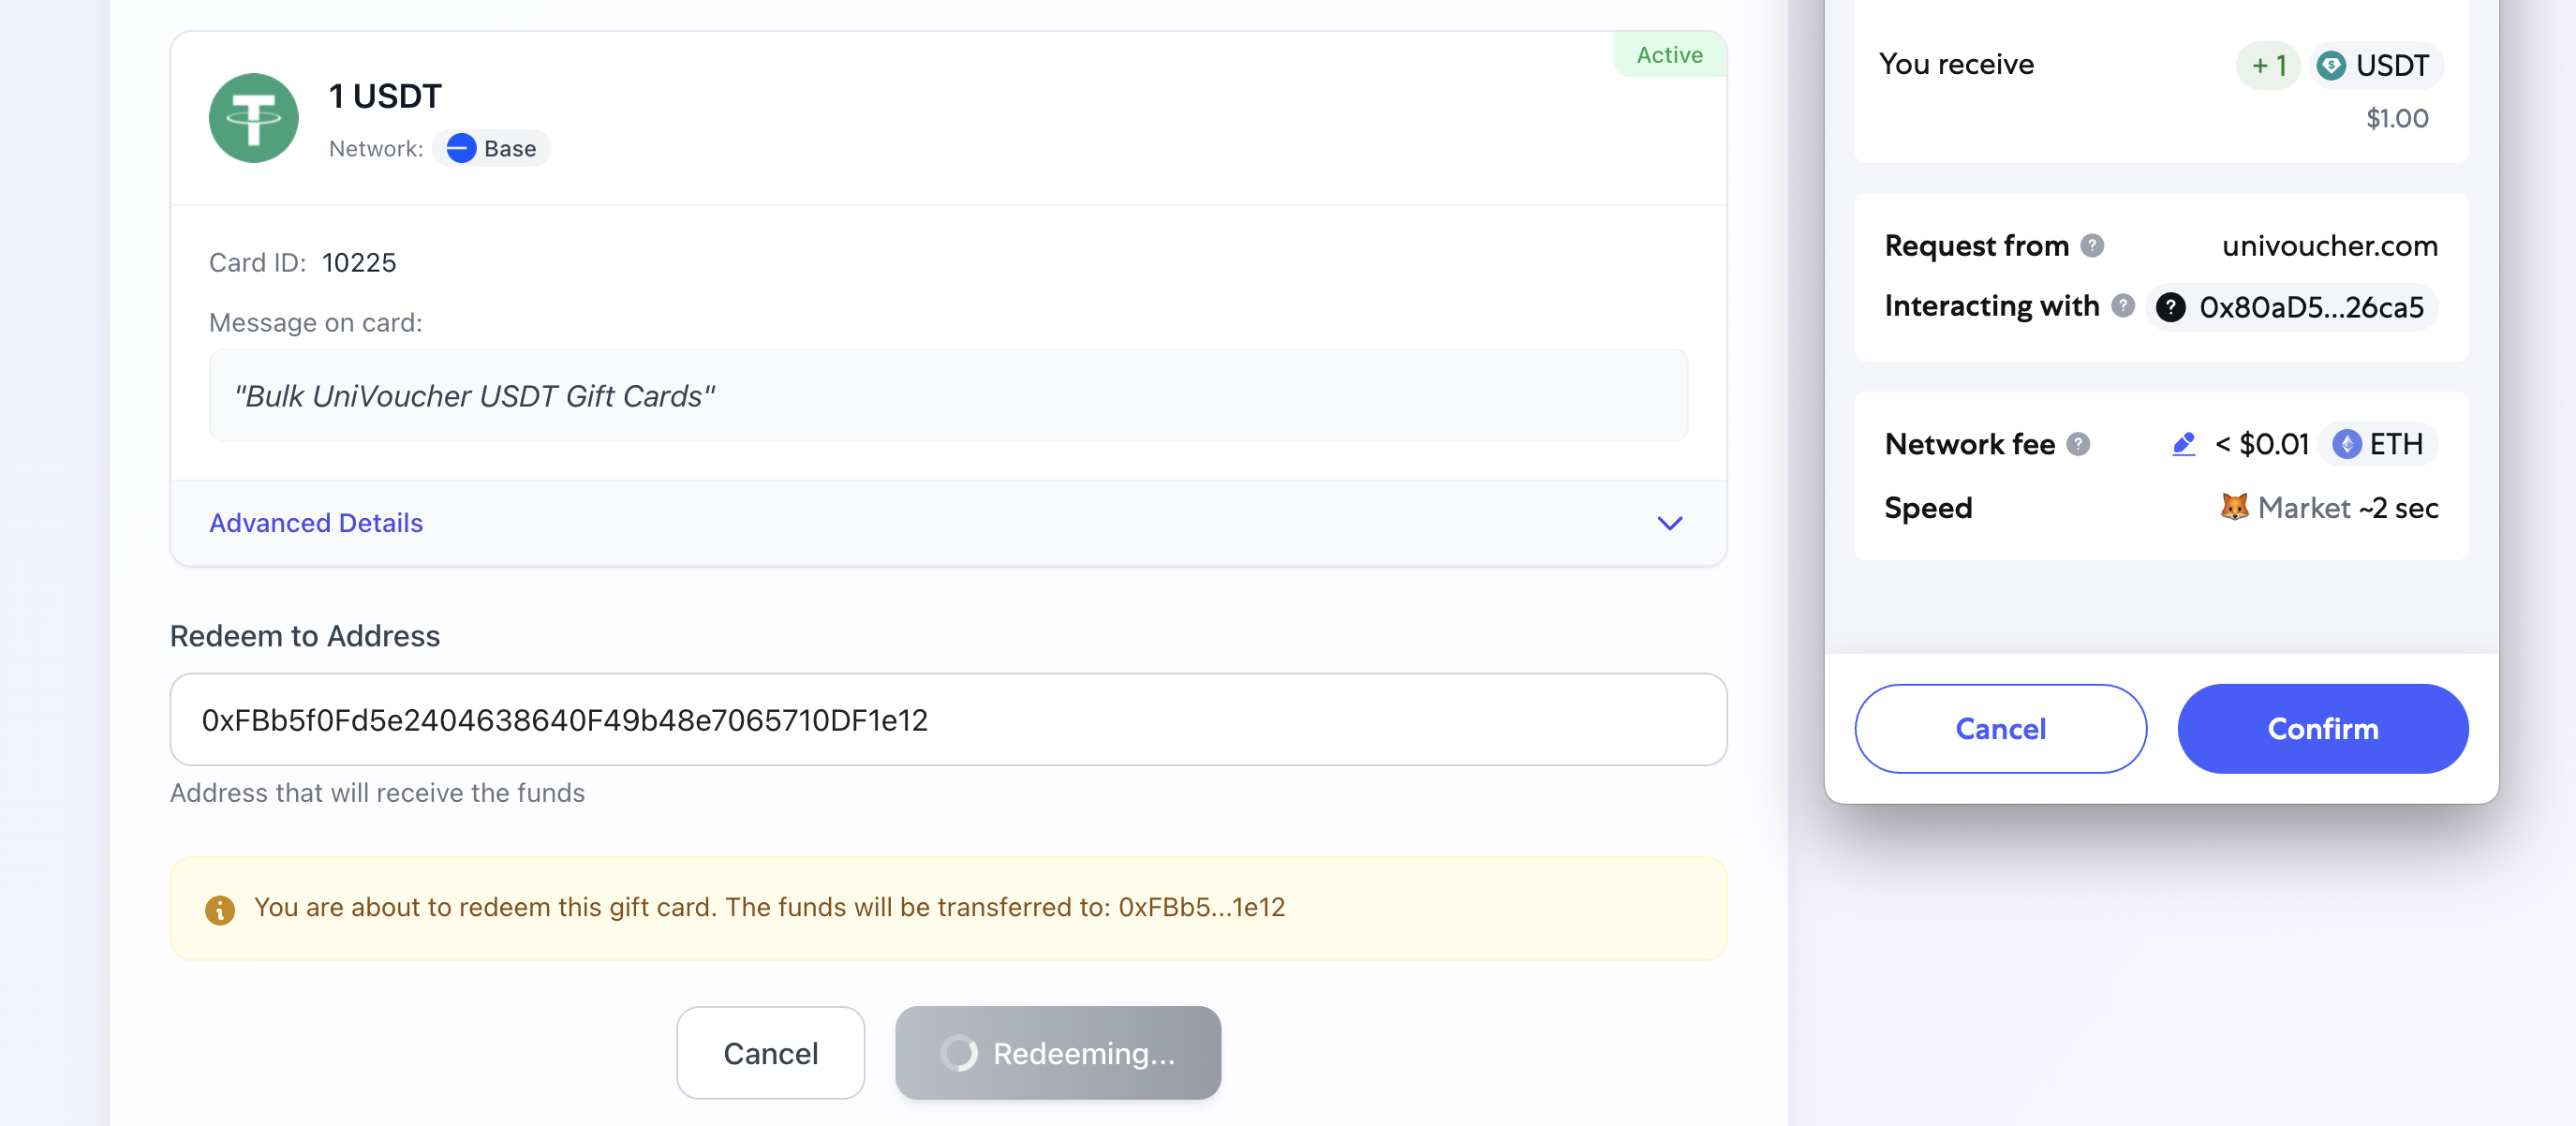 Active
1 USDT
Network: Base
Card ID: 10225
Message on card:
"Bulk UniVoucher USDT Gift Cards"
Advanced Details
Redeem to Address
0xFBb5f0Fd5e2404638640F49b48e7065710DF1e12
Address that will receive the funds
You are about to redeem this gift card. The funds will be transferred to: 0xFBb5...1e12
Cancel
Redeeming...
You receive + 1 USDT
$1.00
Request from ? univoucher.com
Interacting with ? ? 0x80aD5...26ca5
Network fee ? < $0.01 ETH
Speed Market ~2 sec
Cancel
Confirm